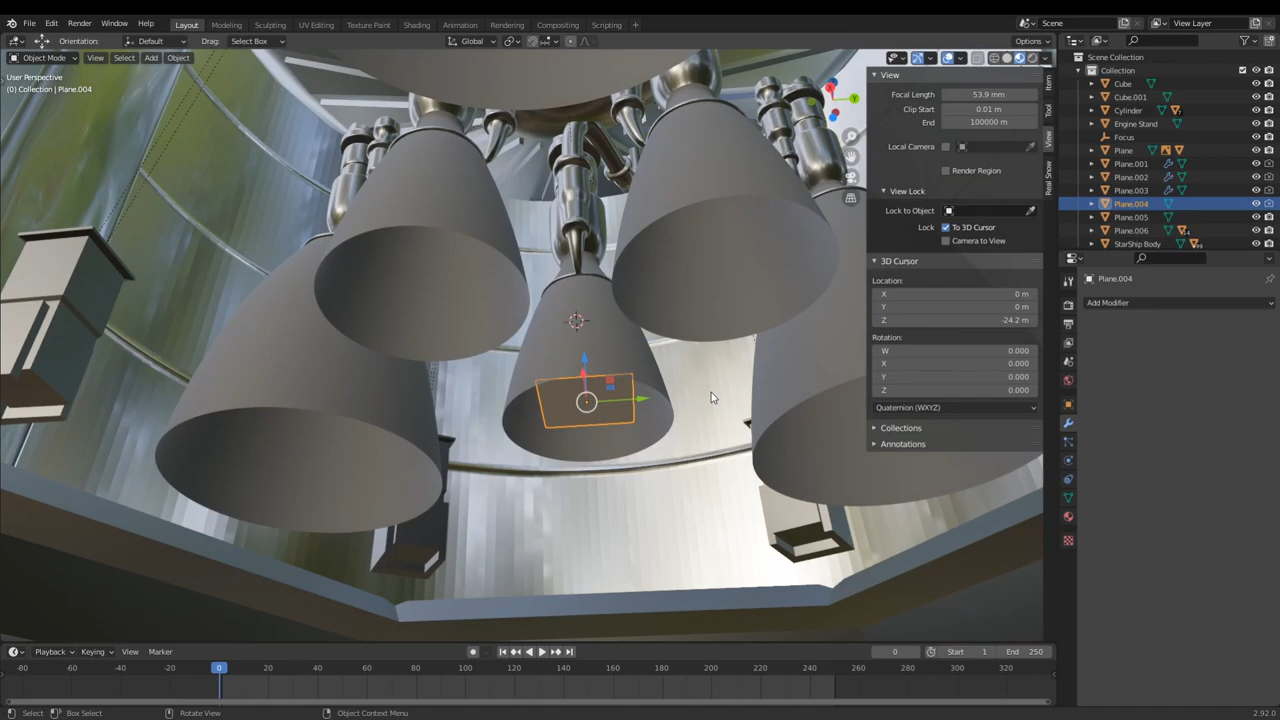 File Edit Render Window Help Layout Modeling Sculpting UV Editing Texture Paint Shading Animation Rendering Compositing Scripting + Scene View Layer
Orientation: Default Drag: Select Box Global Options
Object Mode View Select Add Object
User Perspective
(0) Collection | Plane.004
View
Focal Length 53.9 mm
Clip Start 0.01 m
End 100000 m
Local Camera
Render Region
View Lock
Lock to Object
Lock To 3D Cursor
Camera to View
3D Cursor
Location:
X 0 m
Y 0 m
Z -24.2 m
Rotation:
W 0.000
X 0.000
Y 0.000
Z 0.000
Quaternion (WXYZ)
Collections
Annotations
Item
Tool
View
Real Snow
Scene Collection
Collection
Cube
Cube.001
Cylinder
Engine Stand
Focus
Plane
Plane.001
Plane.002
Plane.003
Plane.004
Plane.005
Plane.006
StarShip Body
Plane.004
Add Modifier
Playback Keying View Marker 0 Start 1 End 250
-80 -60 -40 -20 0 20 40 60 80 100 120 140 160 180 200 220 240 260 280 300 320
Select Box Select Rotate View Object Context Menu 2.92.0